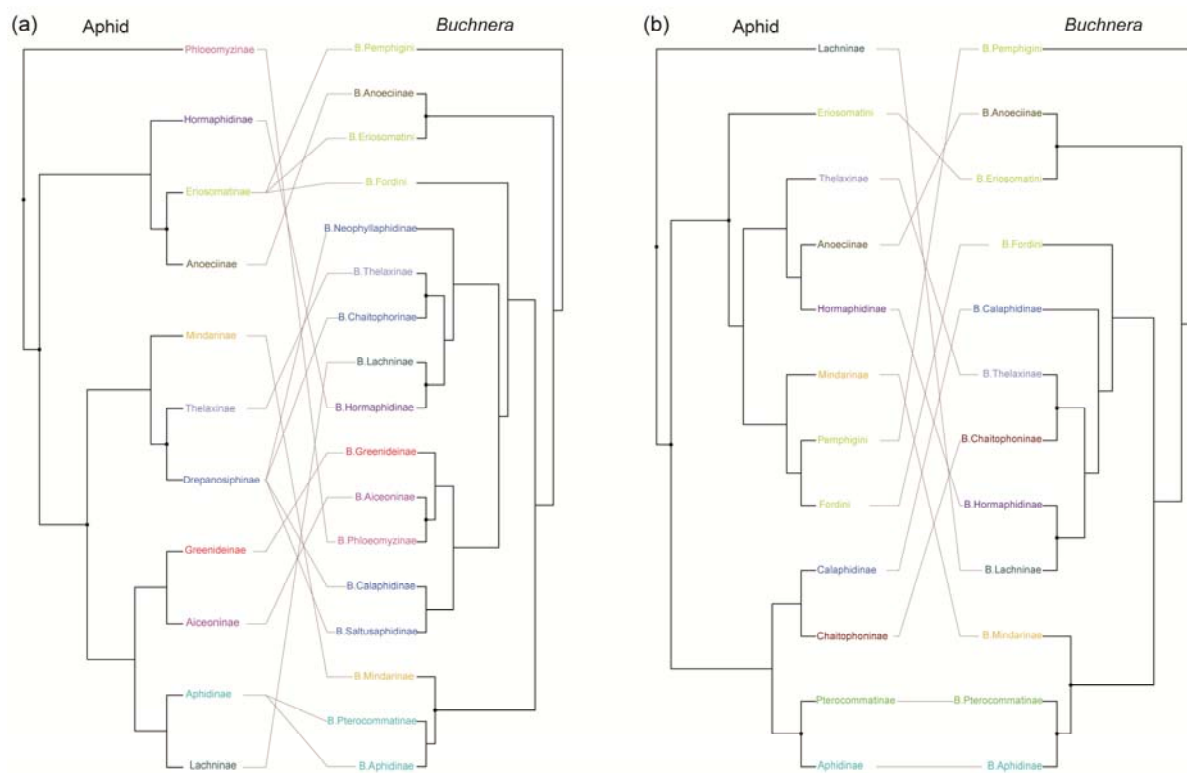 (a)
Aphid
Buchnera
Phloeomyzinae
Hormaphidinae
Eriosomatinae
Anoeciinae
Mindarinae
Thelaxinae
Drepanosiphinae
Greenideinae
Aiceoninae
Aphidinae
Lachninae
B.Pemphigini
B.Anoeciinae
B.Eriosomatini
B.Fordini
B.Neophyllaphidinae
B.Thelaxinae
B.Chaitophorinae
B.Lachninae
B.Hormaphidinae
B.Greenideinae
B.Aiceoninae
B.Phloeomyzinae
B.Calaphidinae
B.Saltusaphidinae
B.Mindarinae
B.Pterocommatinae
B.Aphidinae
(b)
Aphid
Buchnera
Lachninae
Eriosomatini
Thelaxinae
Anoeciinae
Hormaphidinae
Mindarinae
Pemphigini
Fordini
Calaphidinae
Chaitophoninae
Pterocommatinae
Aphidinae
B.Pemphigini
B.Anoeciinae
B.Eriosomatini
B.Fordini
B.Calaphidinae
B.Thelaxinae
B.Chaitophoninae
B.Hormaphidinae
B.Lachninae
B.Mindarinae
B.Pterocommatinae
B.Aphidinae